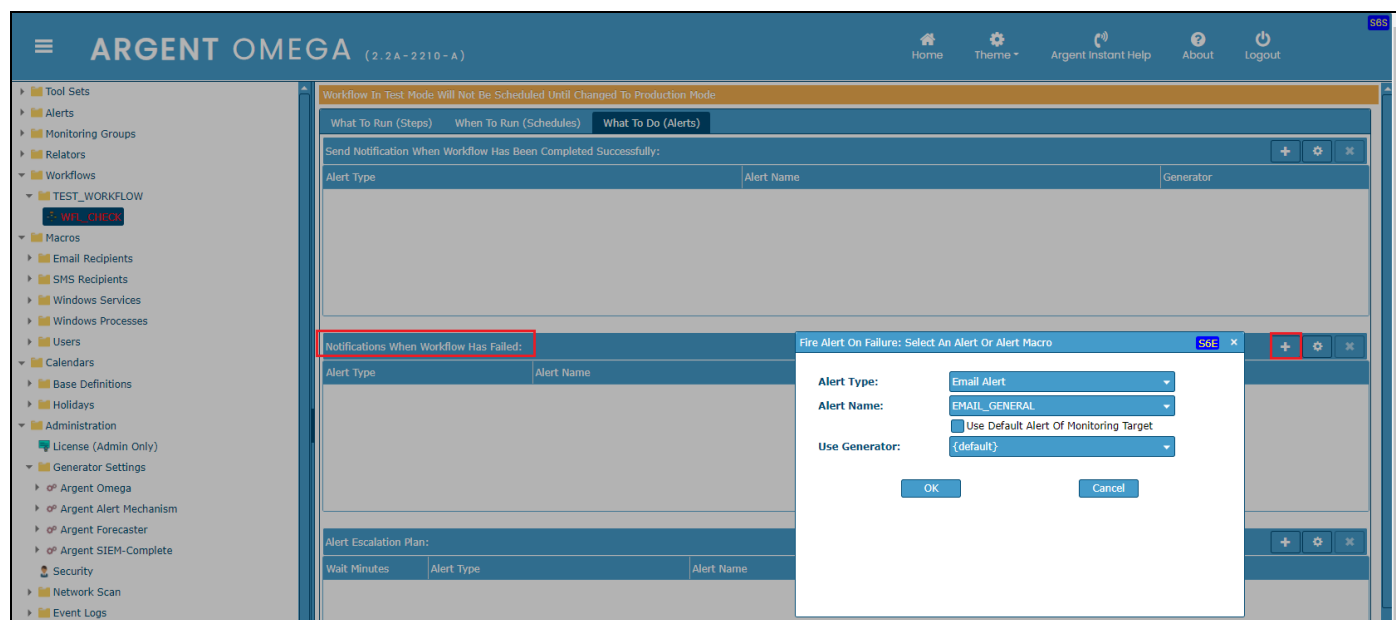 S6S
ARGENT OMEGA (2.2A-2210-A)
Home
Theme
Argent Instant Help
About
Logout
Tool Sets
Alerts
Monitoring Groups
Relators
Workflows
TEST_WORKFLOW
WFL_CHECK
Macros
Email Recipients
SMS Recipients
Windows Services
Windows Processes
Users
Calendars
Base Definitions
Holidays
Administration
License (Admin Only)
Generator Settings
Argent Omega
Argent Alert Mechanism
Argent Forecaster
Argent SIEM-Complete
Security
Network Scan
Event Logs
Workflow In Test Mode Will Not Be Scheduled Until Changed To Production Mode
What To Run (Steps) When To Run (Schedules) What To Do (Alerts)
Send Notification When Workflow Has Been Completed Successfully:
Alert Type Alert Name Generator
Notifications When Workflow Has Failed:
Alert Type Alert Name
Fire Alert On Failure: Select An Alert Or Alert Macro S6E ×
Alert Type: Email Alert
Alert Name: EMAIL_GENERAL
Use Default Alert Of Monitoring Target
Use Generator: {default}
OK Cancel
Alert Escalation Plan:
Wait Minutes Alert Type Alert Name